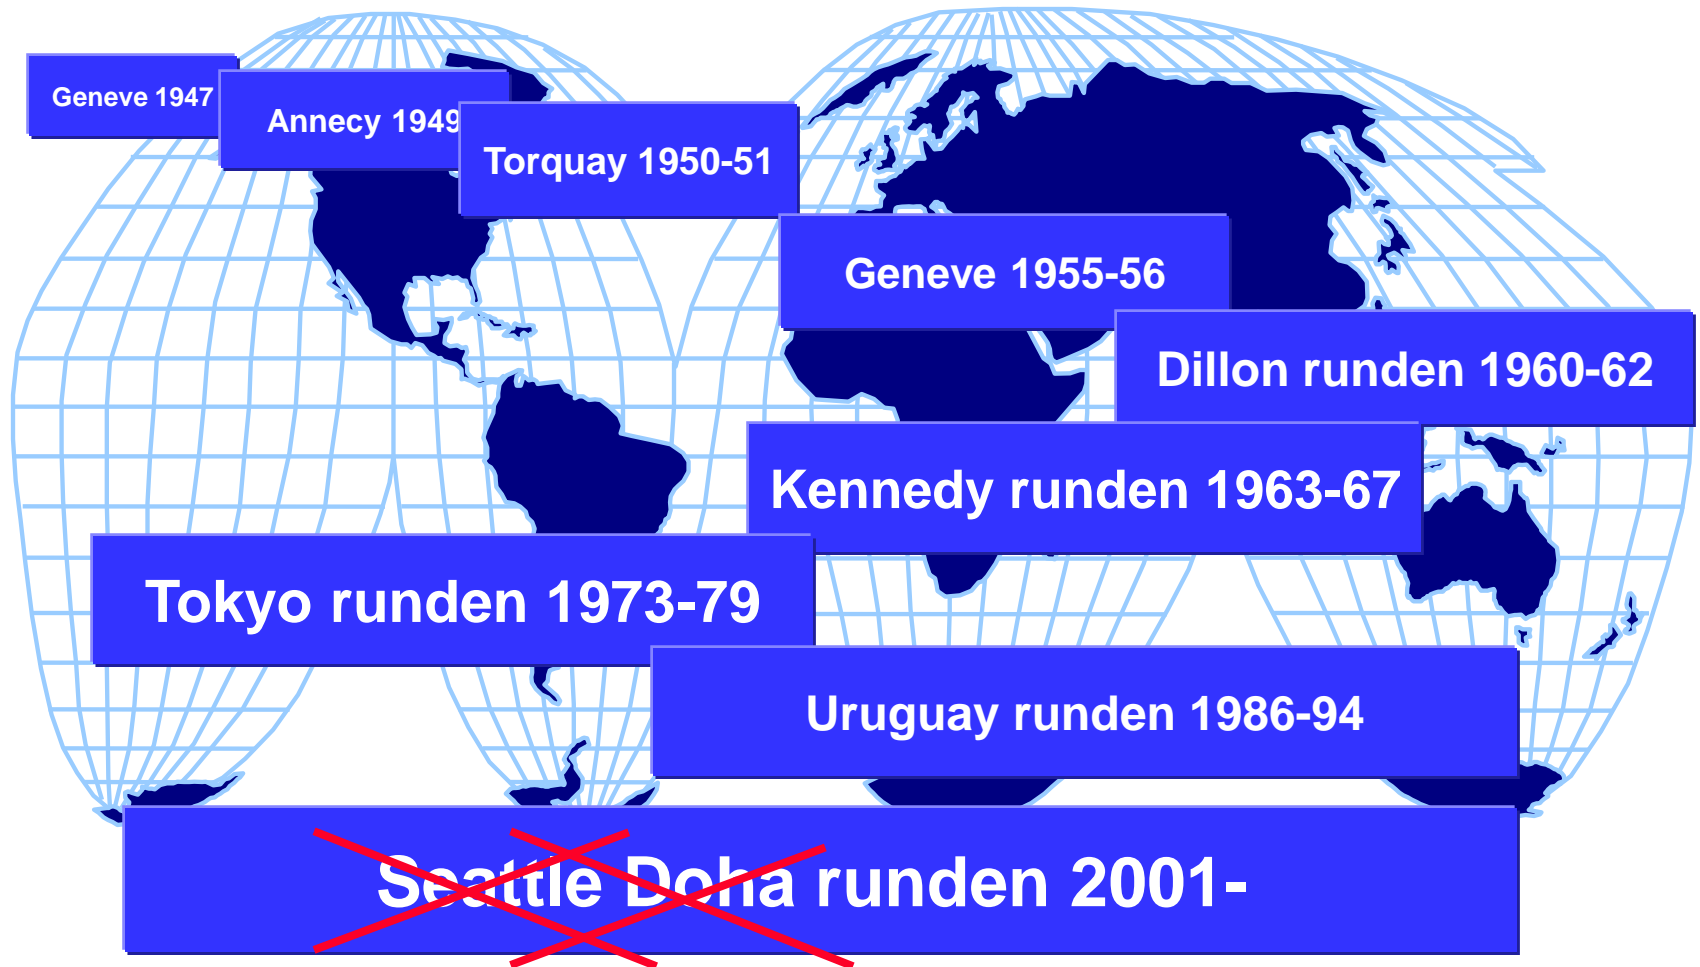 Geneve 1947
Annecy 1949
Torquay 1950-51
Geneve 1955-56
Dillon runden 1960-62
Kennedy runden 1963-67
Tokyo runden 1973-79
Uruguay runden 1986-94
Seattle Doha runden 2001-